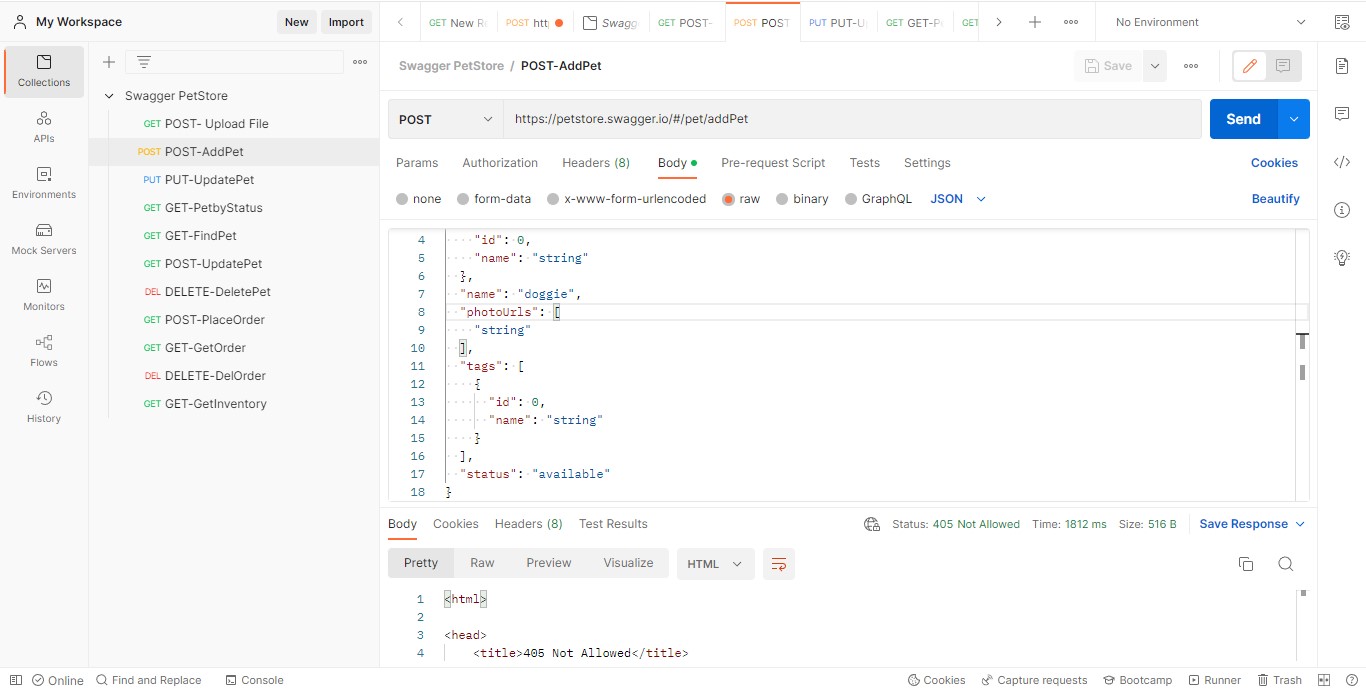 My Workspace
New
Import
GET New R
POST htt
Swagg
GET POST-
POST POST
PUT PUT-U
GET GET-P
GET
No Environment
Collections
APIs
Environments
Mock Servers
Monitors
Flows
History
Swagger PetStore
GET POST- Upload File
POST POST-AddPet
PUT PUT-UpdatePet
GET GET-PetbyStatus
GET GET-FindPet
GET POST-UpdatePet
DEL DELETE-DeletePet
GET POST-PlaceOrder
GET GET-GetOrder
DEL DELETE-DelOrder
GET GET-GetInventory
Swagger PetStore / POST-AddPet
Save
POST
https://petstore.swagger.io/#/pet/addPet
Send
Params Authorization Headers (8) Body Pre-request Script Tests Settings Cookies
none form-data x-www-form-urlencoded raw binary GraphQL JSON Beautify
4 "id": 0,
5 "name": "string"
6 },
7 "name": "doggie",
8 "photoUrls": [
9 "string"
10 ],
11 "tags": [
12 {
13 "id": 0,
14 "name": "string"
15 }
16 ],
17 "status": "available"
18 }
Body Cookies Headers (8) Test Results Status: 405 Not Allowed Time: 1812 ms Size: 516 B Save Response
Pretty Raw Preview Visualize HTML
1 <html>
2
3 <head>
4 <title>405 Not Allowed</title>
Online Find and Replace Console Cookies Capture requests Bootcamp Runner Trash